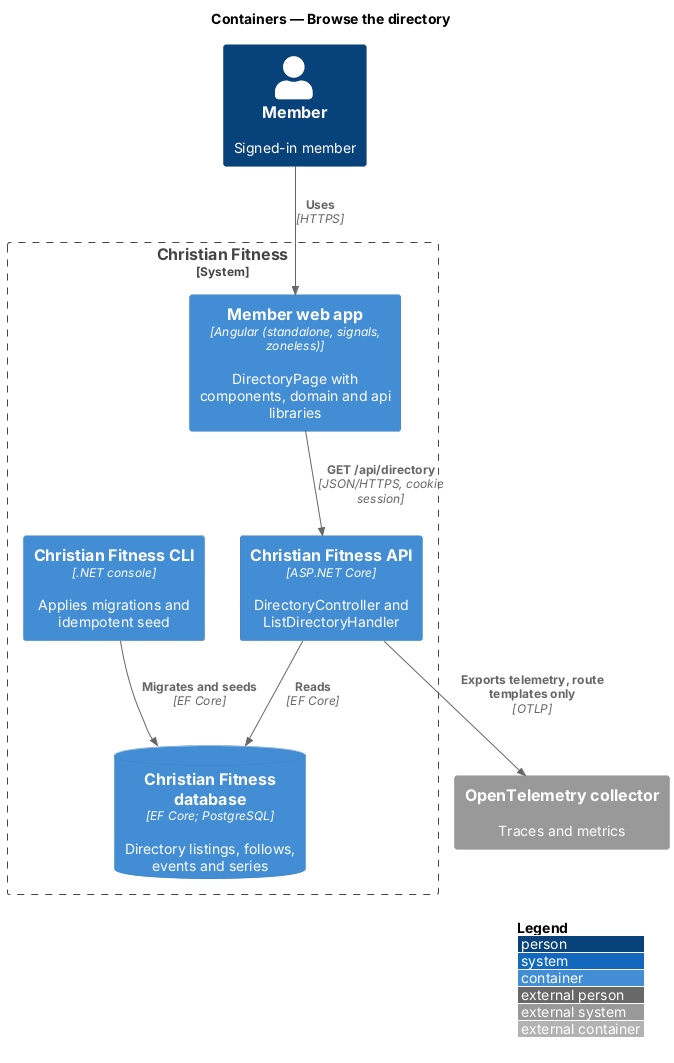 Containers — Browse the directory
Member
Signed-in member
Uses
[HTTPS]
Christian Fitness
[System]
Member web app
[Angular (standalone, signals,
zoneless)]
DirectoryPage with
components, domain and api
libraries
GET /api/directory
[JSON/HTTPS, cookie
session]
Christian Fitness CLI
[.NET console]
Applies migrations and
idempotent seed
Christian Fitness API
[ASP.NET Core]
DirectoryController and
ListDirectoryHandler
Migrates and seeds
[EF Core]
Reads
[EF Core]
Exports telemetry, route
templates only
[OTLP]
Christian Fitness
database
[EF Core; PostgreSQL]
Directory listings, follows,
events and series
OpenTelemetry collector
Traces and metrics
Legend
person
system
container
external person
external system
external container